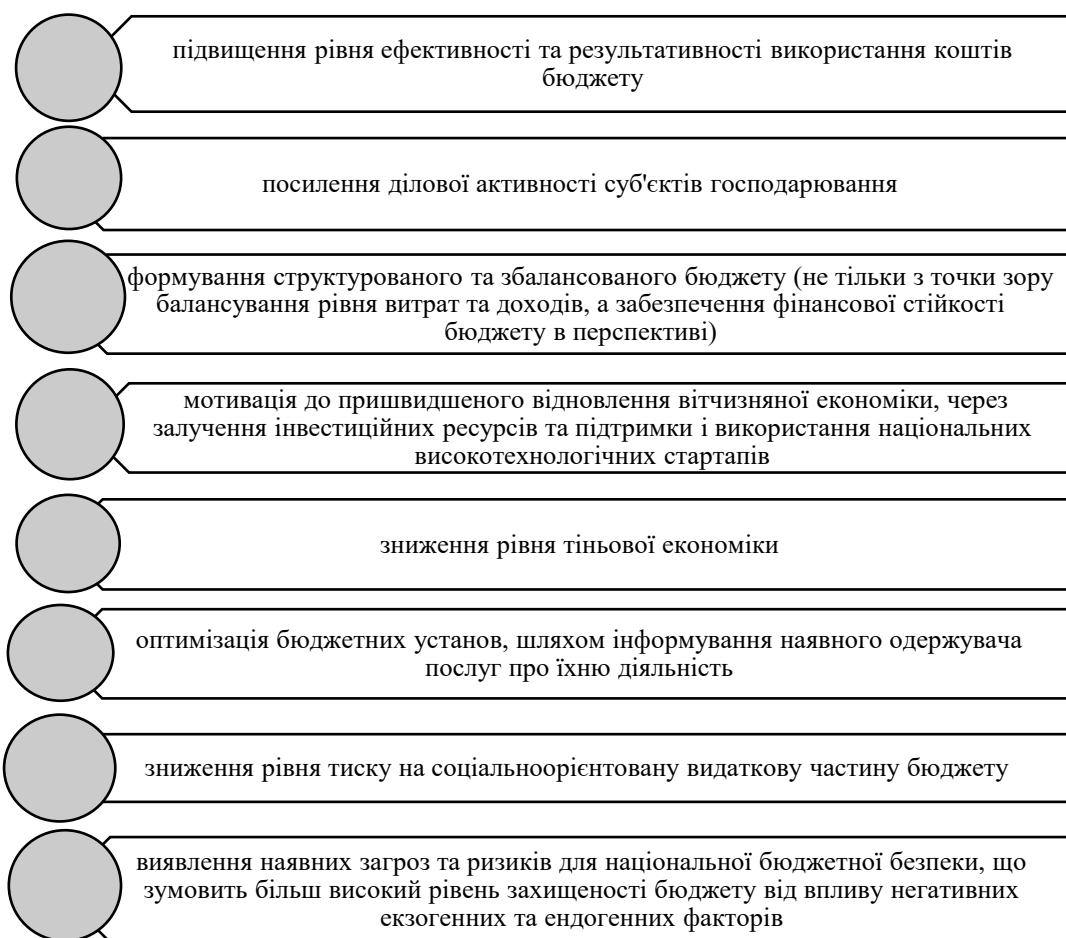 підвищення рівня ефективності та результативності використання коштів
бюджету
посилення ділової активності суб'єктів господарювання
формування структурованого та збалансованого бюджету (не тільки з точки зору
балансування рівня витрат та доходів, а забезпечення фінансової стійкості
бюджету в перспективі)
мотивація до пришвидшеного відновлення вітчизняної економіки, через
залучення інвестиційних ресурсів та підтримки і використання національних
високотехнологічних стартапів
зниження рівня тіньової економіки
оптимізація бюджетних установ, шляхом інформування наявного одержувача
послуг про їхню діяльність
зниження рівня тиску на соціальноорієнтовану видаткову частину бюджету
виявлення наявних загроз та ризиків для національної бюджетної безпеки, що
зумовить більш високий рівень захищеності бюджету від впливу негативних
екзогенних та ендогенних факторів